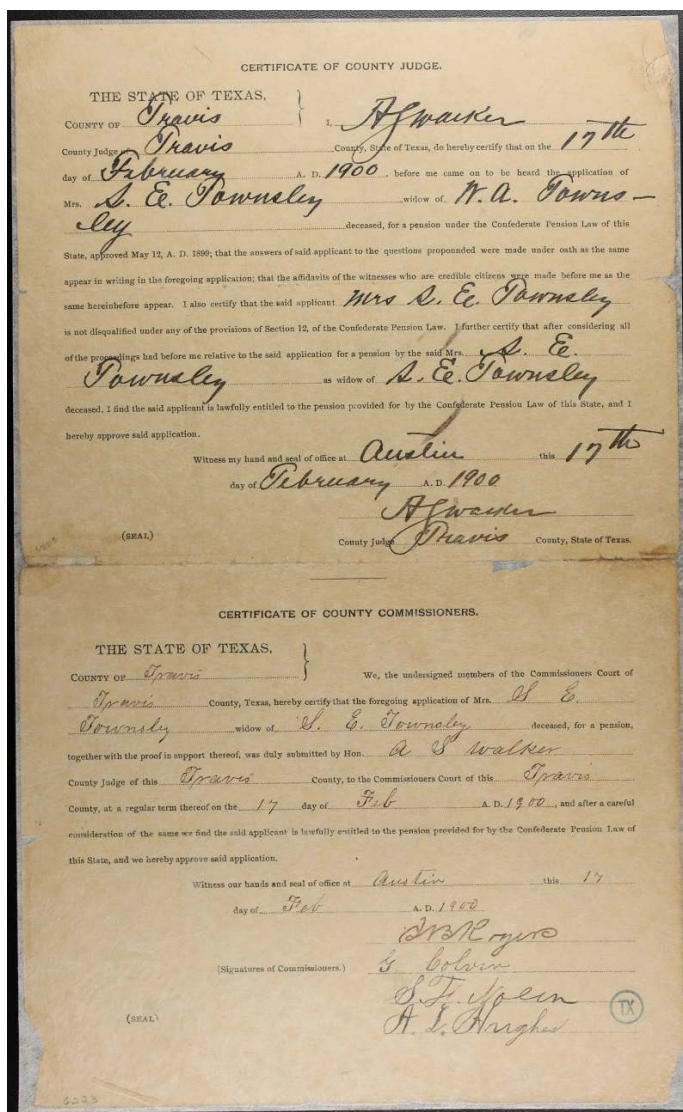 CERTIFICATE OF COUNTY JUDGE.
THE STATE OF TEXAS,
COUNTY OF Travis } I, A S Walker
County Judge of Travis County, State of Texas, do hereby certify that on the 17th
day of February A. D. 1900, before me came on to be heard the application of
Mrs. S. E. Townsley widow of W. A. Towns-
ley deceased, for a pension under the Confederate Pension Law of this
State, approved May 12, A. D. 1899; that the answers of said applicant to the questions propounded were made under oath as the same
appear in writing in the foregoing application; that the affidavits of the witnesses who are credible citizens were made before me as the
same hereinbefore appear. I also certify that the said applicant Mrs S. E. Townsley
is not disqualified under any of the provisions of Section 12, of the Confederate Pension Law. I further certify that after considering all
of the proceedings had before me relative to the said application for a pension by the said Mrs. S. E.
Townsley as widow of S. E. Townsley
deceased, I find the said applicant is lawfully entitled to the pension provided for by the Confederate Pension Law of this State, and I
hereby approve said application.
Witness my hand and seal of office at Austin this 17th
day of February A. D. 1900
A S Walker
(SEAL) County Judge Travis County, State of Texas.
CERTIFICATE OF COUNTY COMMISSIONERS.
THE STATE OF TEXAS,
COUNTY OF Travis } We, the undersigned members of the Commissioners Court of
Travis County, Texas, hereby certify that the foregoing application of Mrs. S E
Townsly widow of S. E. Townsly deceased, for a pension,
together with the proof in support thereof, was duly submitted by Hon. A S Walker
County Judge of this Travis County, to the Commissioners Court of this Travis
County, at a regular term thereof on the 17 day of Feb A. D. 1900, and after a careful
consideration of the same we find the said applicant is lawfully entitled to the pension provided for by the Confederate Pension Law of
this State, and we hereby approve said application.
Witness our hands and seal of office at Austin this 17
day of Feb A. D. 1900
Rogers
(Signatures of Commissioners.) G Colvin
S. F. Nolen
A. L. Hughes
TX
(SEAL)
6223